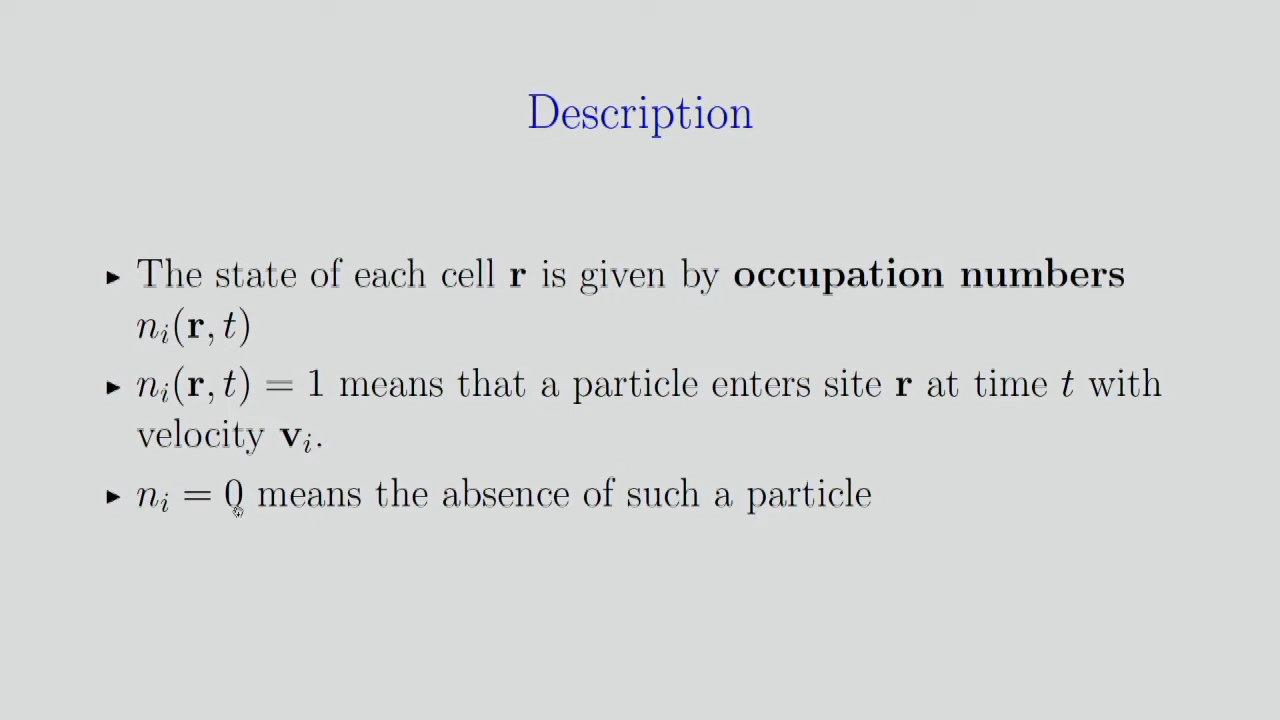 Description
▸ The state of each cell r is given by occupation numbers
nᵢ(r, t)
▸ nᵢ(r, t) = 1 means that a particle enters site r at time t with
velocity vᵢ.
▸ nᵢ = 0 means the absence of such a particle